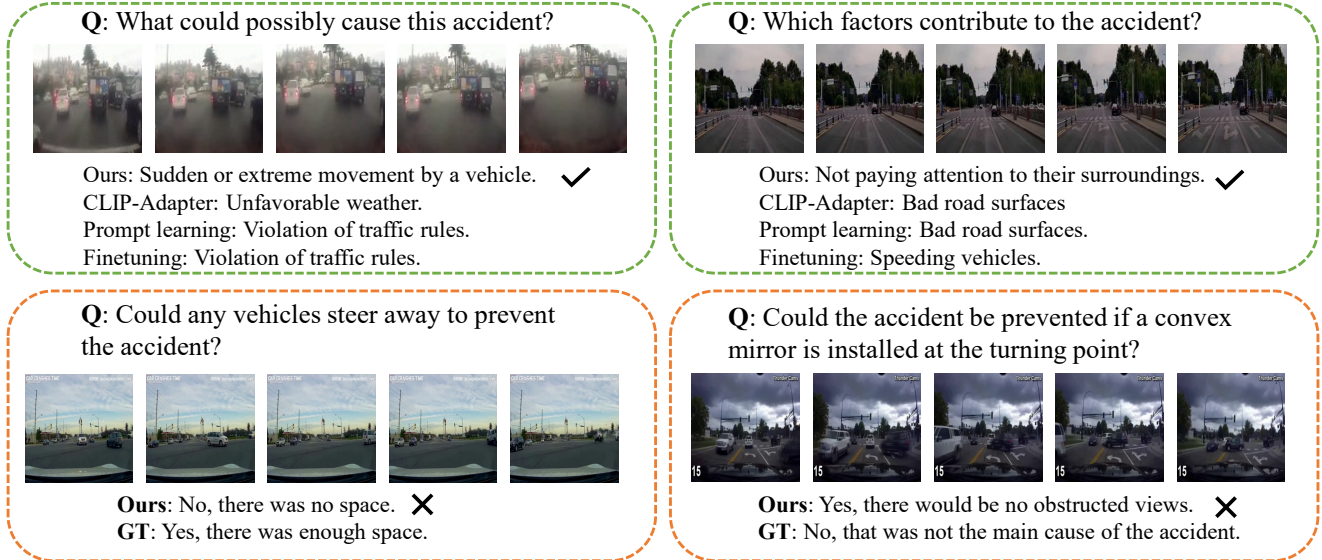 Q: What could possibly cause this accident?
Ours: Sudden or extreme movement by a vehicle.
CLIP-Adapter: Unfavorable weather.
Prompt learning: Violation of traffic rules.
Finetuning: Violation of traffic rules.
Q: Which factors contribute to the accident?
Ours: Not paying attention to their surroundings.
CLIP-Adapter: Bad road surfaces
Prompt learning: Bad road surfaces.
Finetuning: Speeding vehicles.
Q: Could any vehicles steer away to prevent
the accident?
Ours: No, there was no space.
GT: Yes, there was enough space.
Q: Could the accident be prevented if a convex
mirror is installed at the turning point?
15
15
15
15
15
Ours: Yes, there would be no obstructed views.
GT: No, that was not the main cause of the accident.